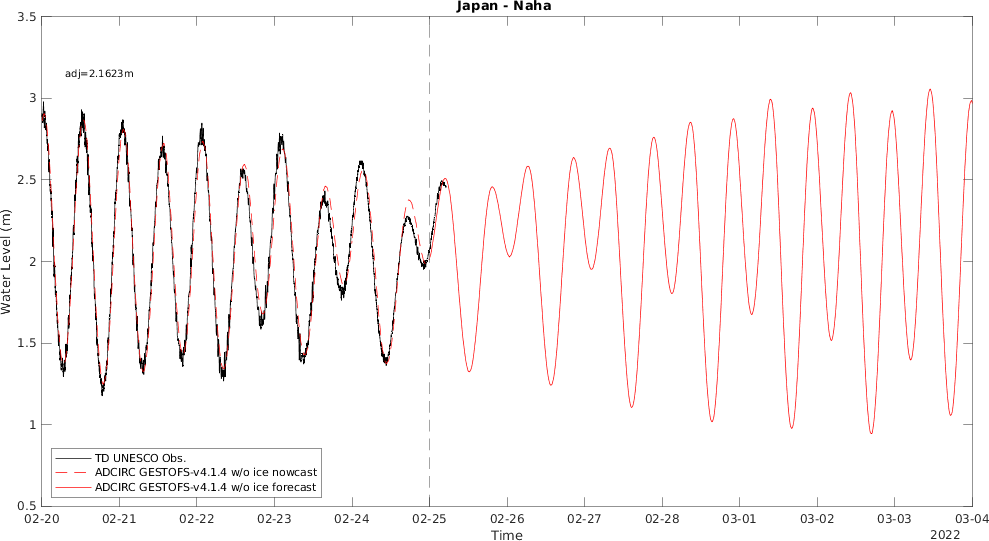 Japan - Naha
3.5
adj=2.1623m
3
2.5
2
1.5
1
0.5
Water Level (m)
TD UNESCO Obs.
ADCIRC GESTOFS-v4.1.4 w/o ice nowcast
ADCIRC GESTOFS-v4.1.4 w/o ice forecast
02-20 02-21 02-22 02-23 02-24 02-25 02-26 02-27 02-28 03-01 03-02 03-03 03-04
Time
2022